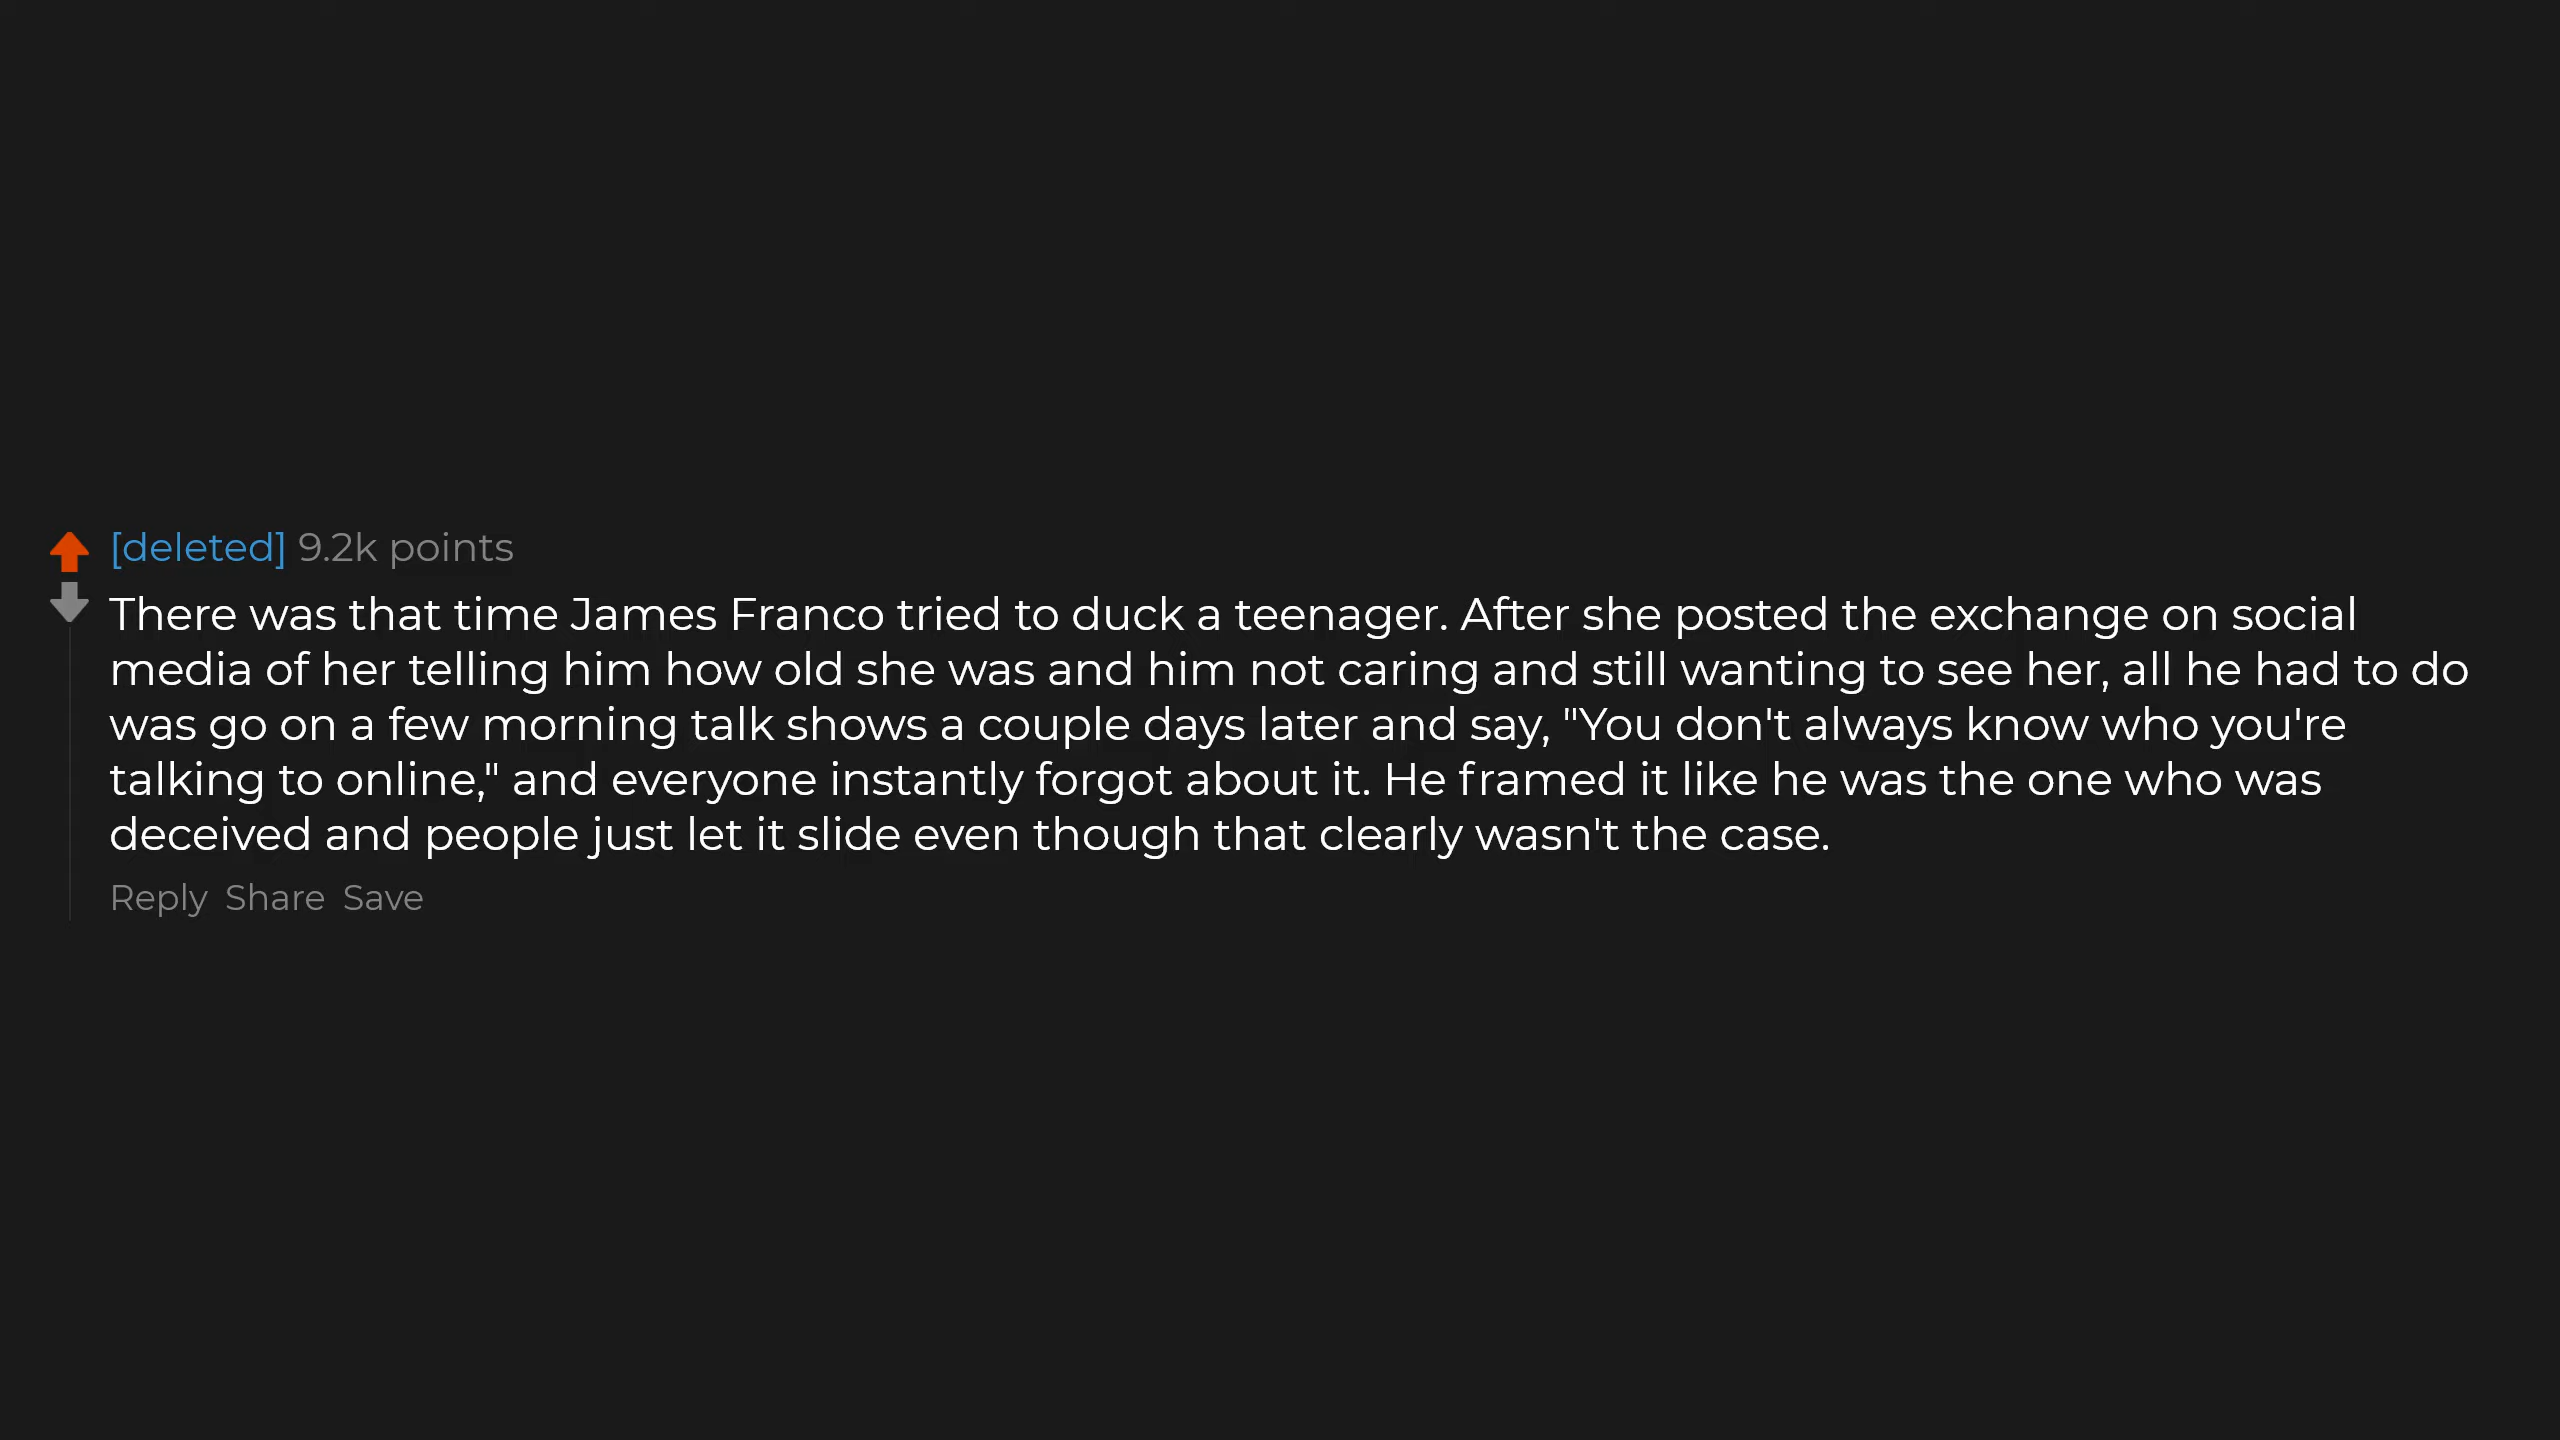 [deleted] 9.2k points
There was that time James Franco tried to duck a teenager. After she posted the exchange on social
media of her telling him how old she was and him not caring and still wanting to see her, all he had to do
was go on a few morning talk shows a couple days later and say, "You don't always know who you're
talking to online," and everyone instantly forgot about it. He framed it like he was the one who was
deceived and people just let it slide even though that clearly wasn't the case.
Reply Share Save